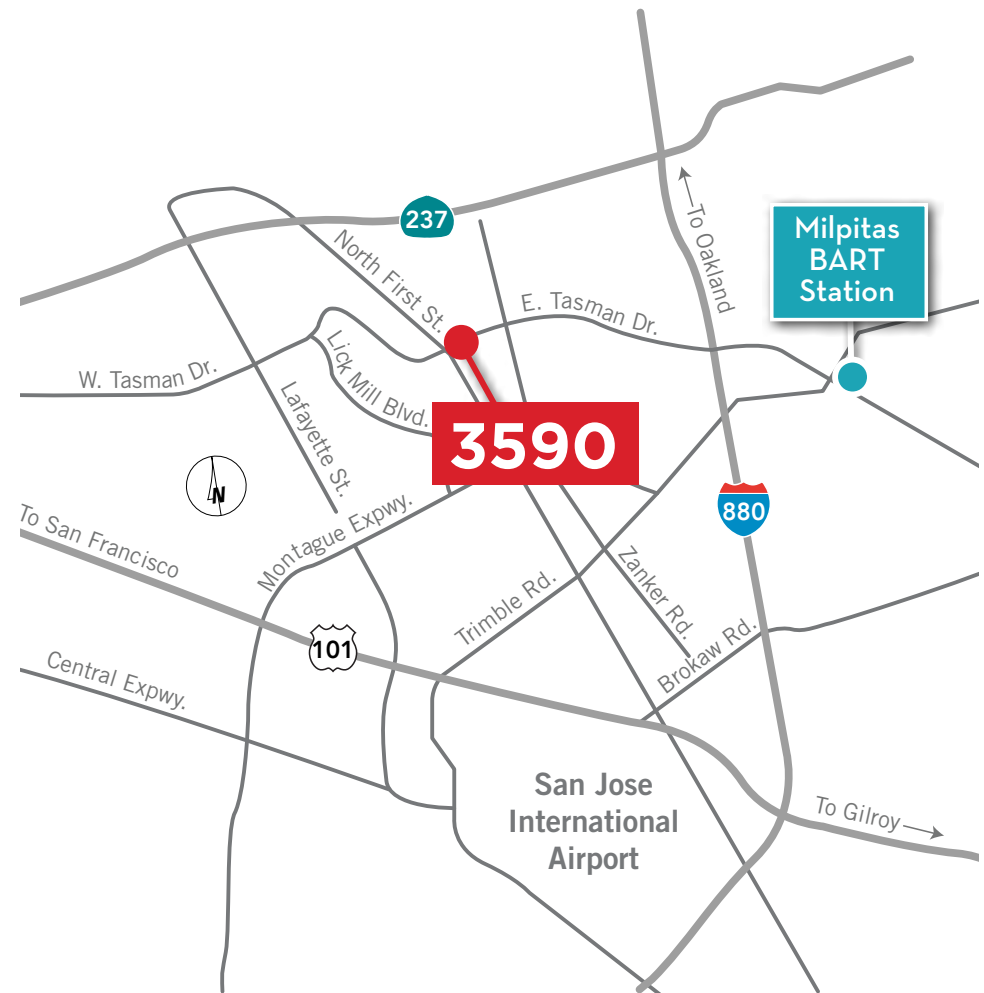 237
To Oakland
Milpitas
BART
Station
North First St.
E. Tasman Dr.
W. Tasman Dr.
Lick Mill Blvd.
Lafayette St.
3590
N
880
To San Francisco
Montague Expwy.
Zanker Rd.
Trimble Rd.
101
Brokaw Rd.
Central Expwy.
San Jose
International
Airport
To Gilroy